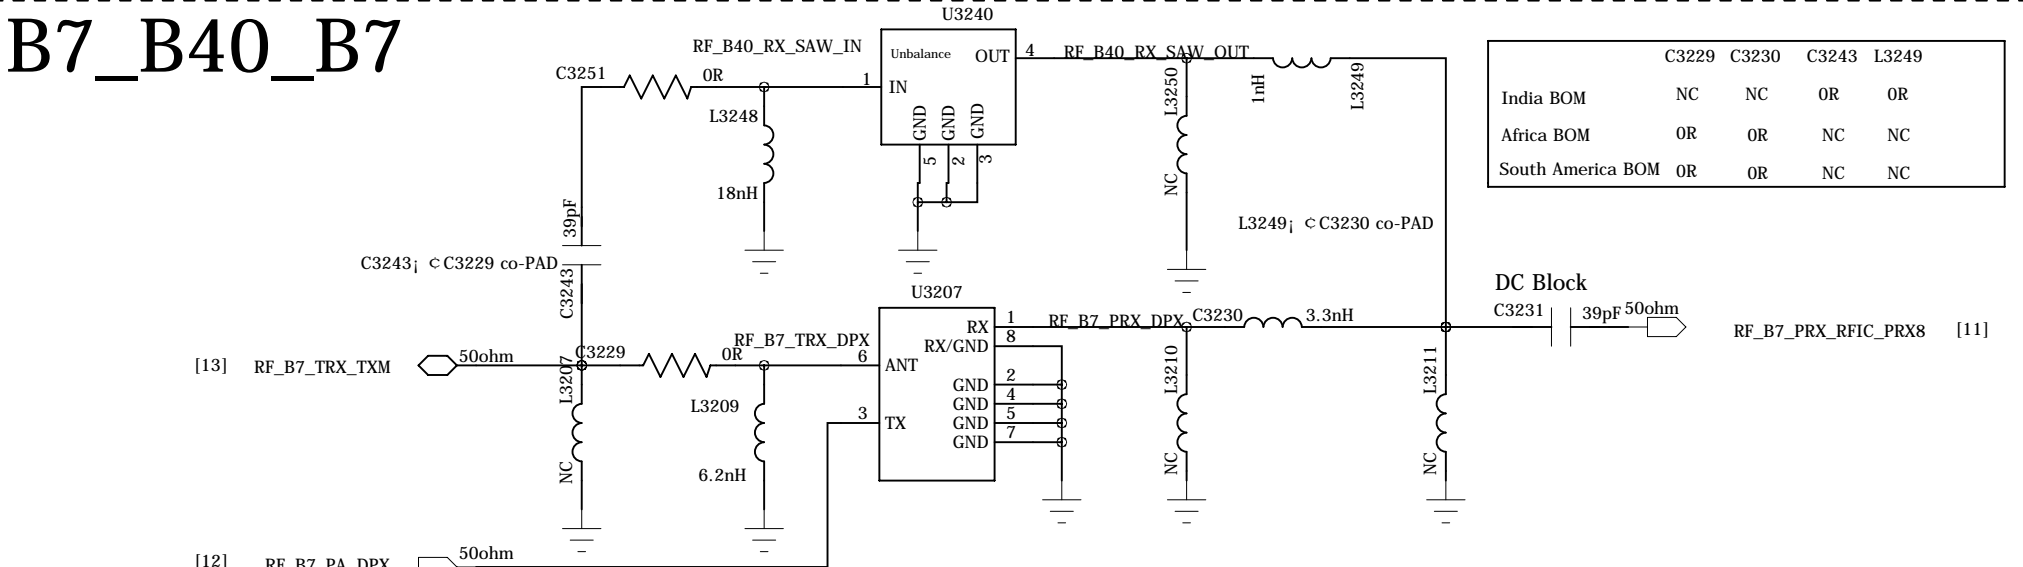 B7_B40_B7
U3240
RF_B40_RX_SAW_IN
Unbalance
OUT
4
RF_B40_RX_SAW_OUT
C3251
0R
1
IN
L3248
18nH
GND
GND
GND
5
2
3
L3250
NC
1nH
L3249
C3229 C3230 C3243 L3249
India BOM NC NC 0R 0R
Africa BOM 0R 0R NC NC
South America BOM 0R 0R NC NC
39pF
C3243¡ ¢C3229 co-PAD
C3243
L3249¡ ¢C3230 co-PAD
DC Block
C3231
39pF
50ohm
RF_B7_PRX_RFIC_PRX8 [11]
U3207
RX
1
RF_B7_PRX_DPX
C3230
3.3nH
RX/GND
8
RF_B7_TRX_DPX
[13] RF_B7_TRX_TXM
50ohm
C3229
0R
6
ANT
L3207
NC
L3209
6.2nH
3
TX
GND
2
GND
4
GND
5
GND
7
L3210
NC
L3211
NC
[12] RF_B7_PA_DPX
50ohm